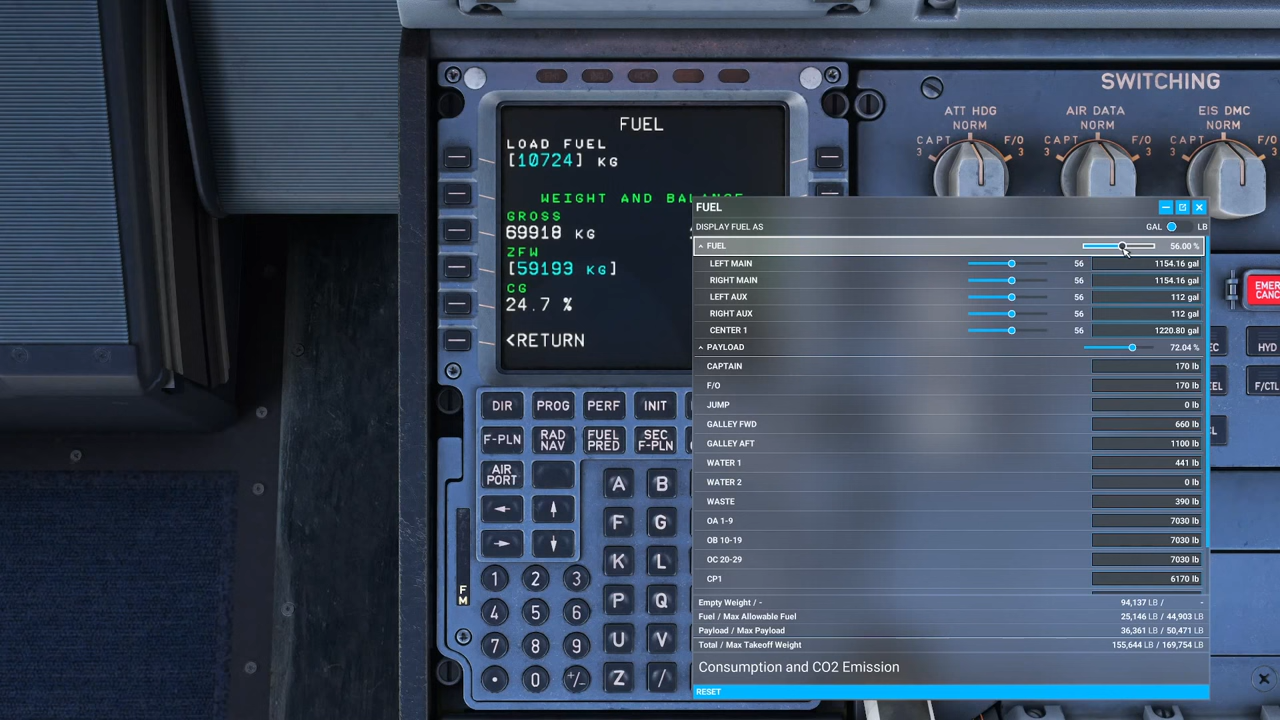 FUEL
LOAD FUEL
[10724] KG
WEIGHT AND BALANCE
GROSS
69918 KG
ZFW
[59193 KG]
CG
24.7 %
<RETURN
DIR PROG PERF INIT
F-PLN RAD NAV FUEL PRED SEC F-PLN
AIR PORT
← ↑
→ ↓
A B
F G
K L
P Q
U V
Z /
1 2 3
4 5 6
7 8 9
. 0 +/-
FM
SWITCHING
ATT HDG AIR DATA EIS DMC
NORM NORM NORM
CAPT 3 F/O 3 CAPT 3 F/O 3 CAPT 3 F/O 3
EMER CANC
HYD
F/CTL
FUEL
DISPLAY FUEL AS GAL LB
FUEL 56.00 %
LEFT MAIN 56 1154.16 gal
RIGHT MAIN 56 1154.16 gal
LEFT AUX 56 112 gal
RIGHT AUX 56 112 gal
CENTER 1 56 1220.80 gal
PAYLOAD 72.04 %
CAPTAIN 170 lb
F/O 170 lb
JUMP 0 lb
GALLEY FWD 660 lb
GALLEY AFT 1100 lb
WATER 1 441 lb
WATER 2 0 lb
WASTE 390 lb
OA 1-9 7030 lb
OB 10-19 7030 lb
OC 20-29 7030 lb
CP1 6170 lb
Empty Weight / - 94,137 LB / -
Fuel / Max Allowable Fuel 25,146 LB / 44,903 LB
Payload / Max Payload 36,361 LB / 50,471 LB
Total / Max Takeoff Weight 155,644 LB / 169,754 LB
Consumption and CO2 Emission
RESET